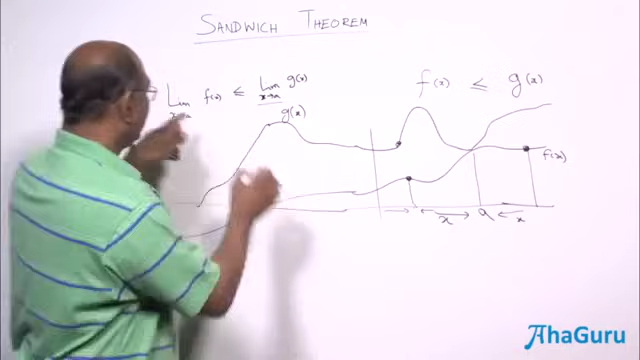 SANDWICH THEOREM
Lim f(x) ≤ Lim g(x)
x→a x→a
f(x) ≤ g(x)
g(x)
f(x)
x a x
AhaGuru